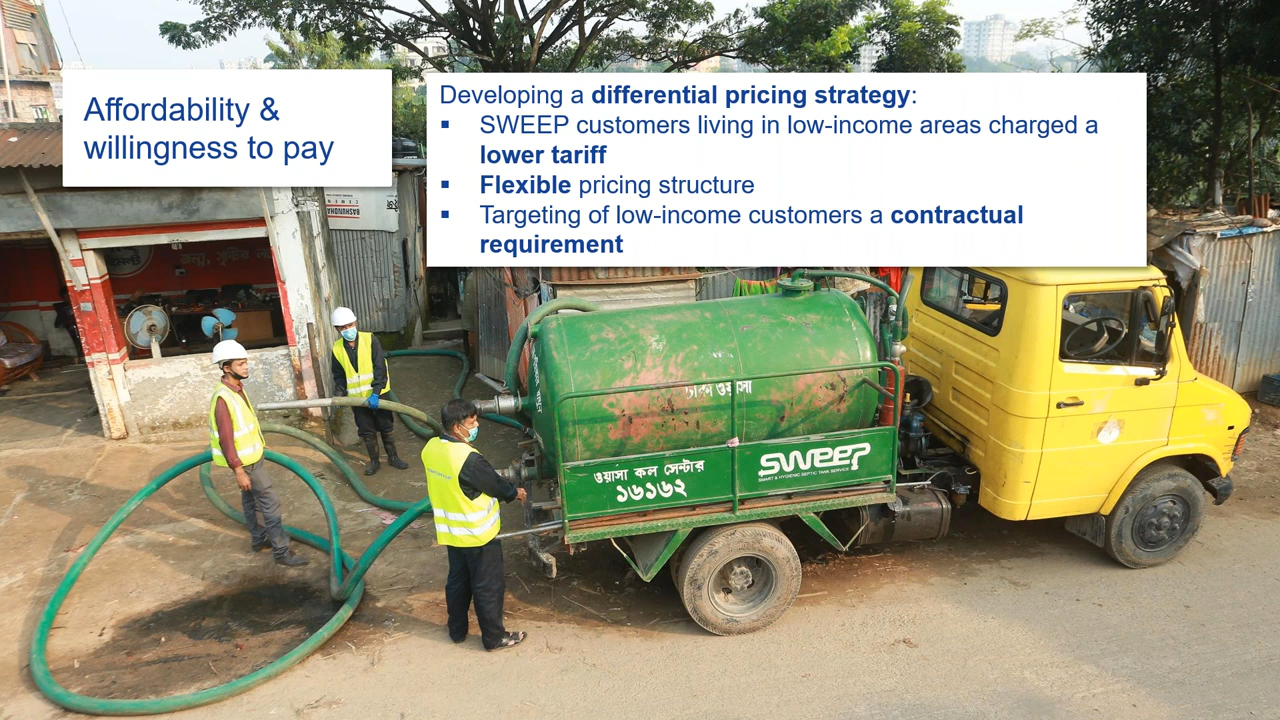 Affordability &
willingness to pay
Developing a differential pricing strategy:
▪ SWEEP customers living in low-income areas charged a
lower tariff
▪ Flexible pricing structure
▪ Targeting of low-income customers a contractual
requirement
ঢাকা ওয়াসা
ওয়াসা কল সেন্টার
১৬১৬২
SWEEP
SMART & HYGIENIC SEPTIC TANK SERVICE